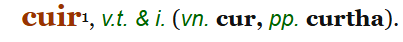 cuir¹, v.t. & i. (vn. cur, pp. curtha).